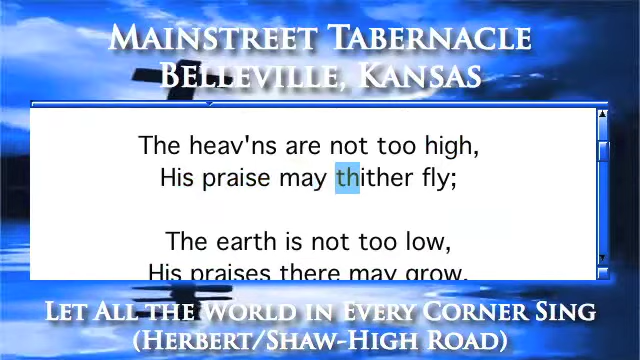 Mainstreet Tabernacle
Belleville, Kansas
The heav'ns are not too high,
His praise may thither fly;
The earth is not too low,
His praises there may grow.
Let All the World in Every Corner Sing
(Herbert/Shaw-High Road)